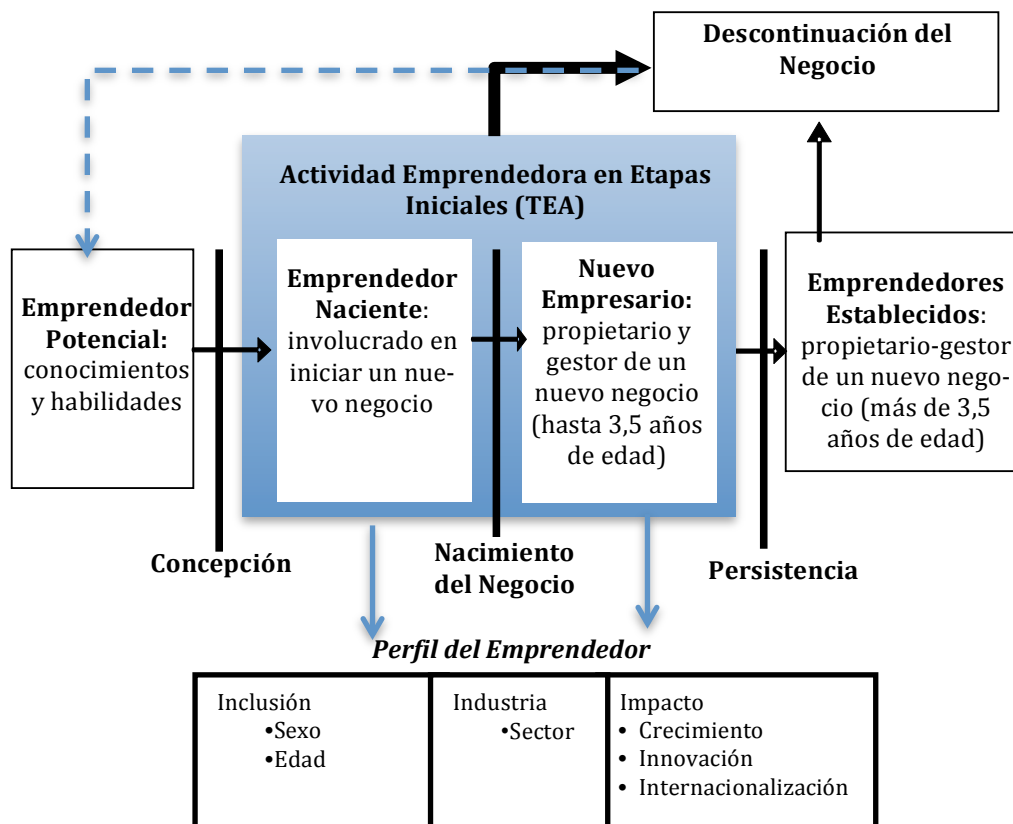 Descontinuación del
Negocio
Actividad Emprendedora en Etapas
Iniciales (TEA)
Emprendedor
Potencial:
conocimientos
y habilidades
Emprendedor
Naciente:
involucrado en
iniciar un nue-
vo negocio
Nuevo
Empresario:
propietario y
gestor de un
nuevo negocio
(hasta 3,5 años
de edad)
Emprendedores
Establecidos:
propietario-gestor
de un nuevo nego-
cio (más de 3,5
años de edad)
Concepción
Nacimiento
del Negocio
Persistencia
Perfil del Emprendedor
Inclusión
•Sexo
•Edad
Industria
•Sector
Impacto
• Crecimiento
• Innovación
• Internacionalización